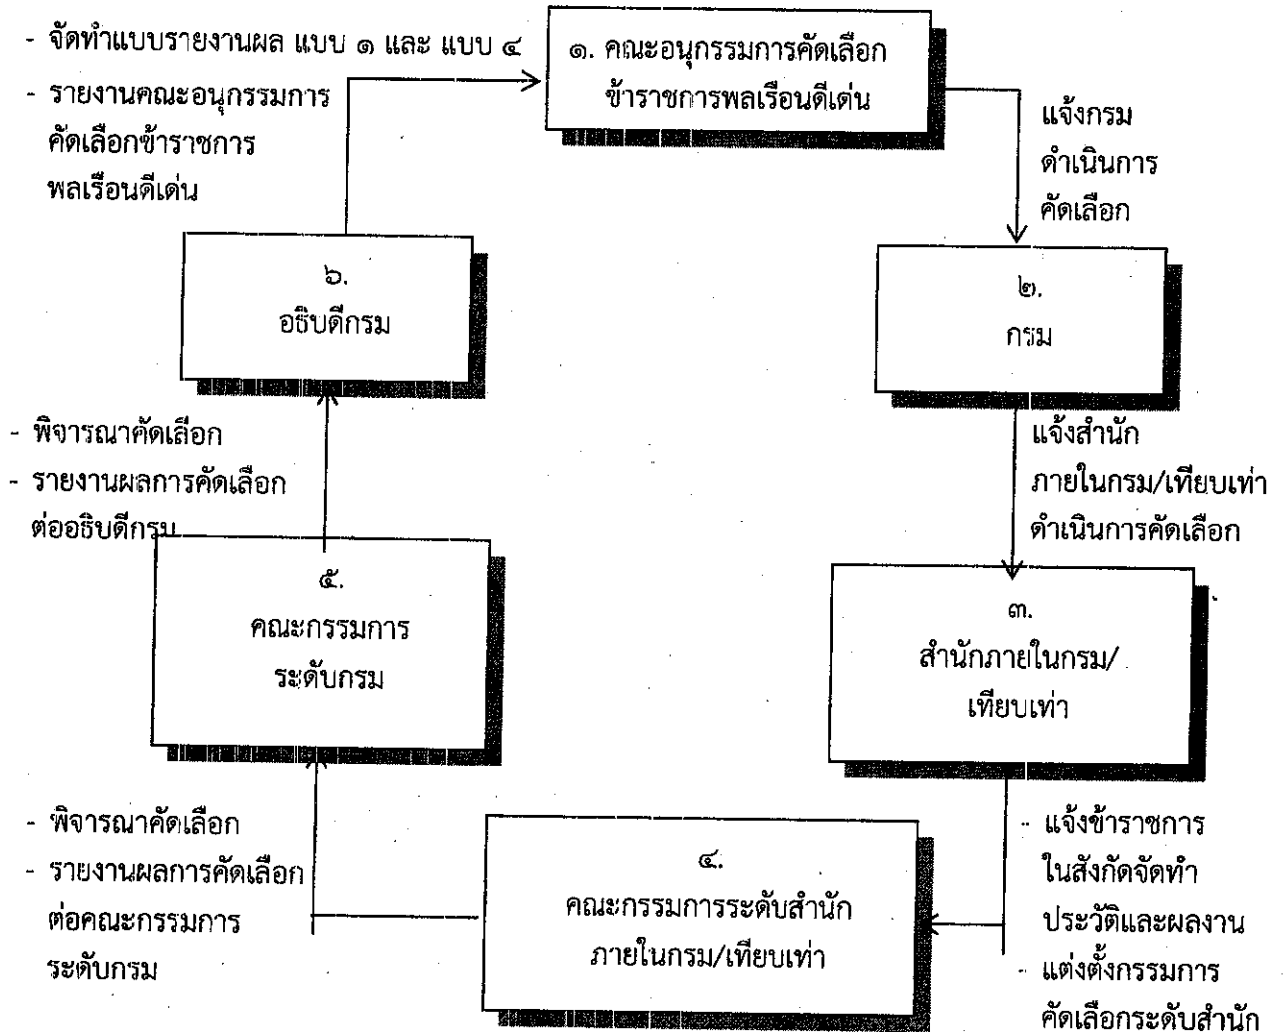 - จัดทำแบบรายงานผล แบบ ๑ และ แบบ ๔
- รายงานคณะอนุกรรมการ
คัดเลือกข้าราชการ
พลเรือนดีเด่น
๑. คณะอนุกรรมการคัดเลือก
ข้าราชการพลเรือนดีเด่น
แจ้งกรม
ดำเนินการ
คัดเลือก
๒.
กรม
แจ้งสำนัก
ภายในกรม/เทียบเท่า
ดำเนินการคัดเลือก
๓.
สำนักภายในกรม/
เทียบเท่า
- แจ้งข้าราชการ
ในสังกัดจัดทำ
ประวัติและผลงาน
- แต่งตั้งกรรมการ
คัดเลือกระดับสำนัก
๔.
คณะกรรมการระดับสำนัก
ภายในกรม/เทียบเท่า
- พิจารณาคัดเลือก
- รายงานผลการคัดเลือก
ต่อคณะกรรมการ
ระดับกรม
๕.
คณะกรรมการ
ระดับกรม
- พิจารณาคัดเลือก
- รายงานผลการคัดเลือก
ต่ออธิบดีกรม
๖.
อธิบดีกรม